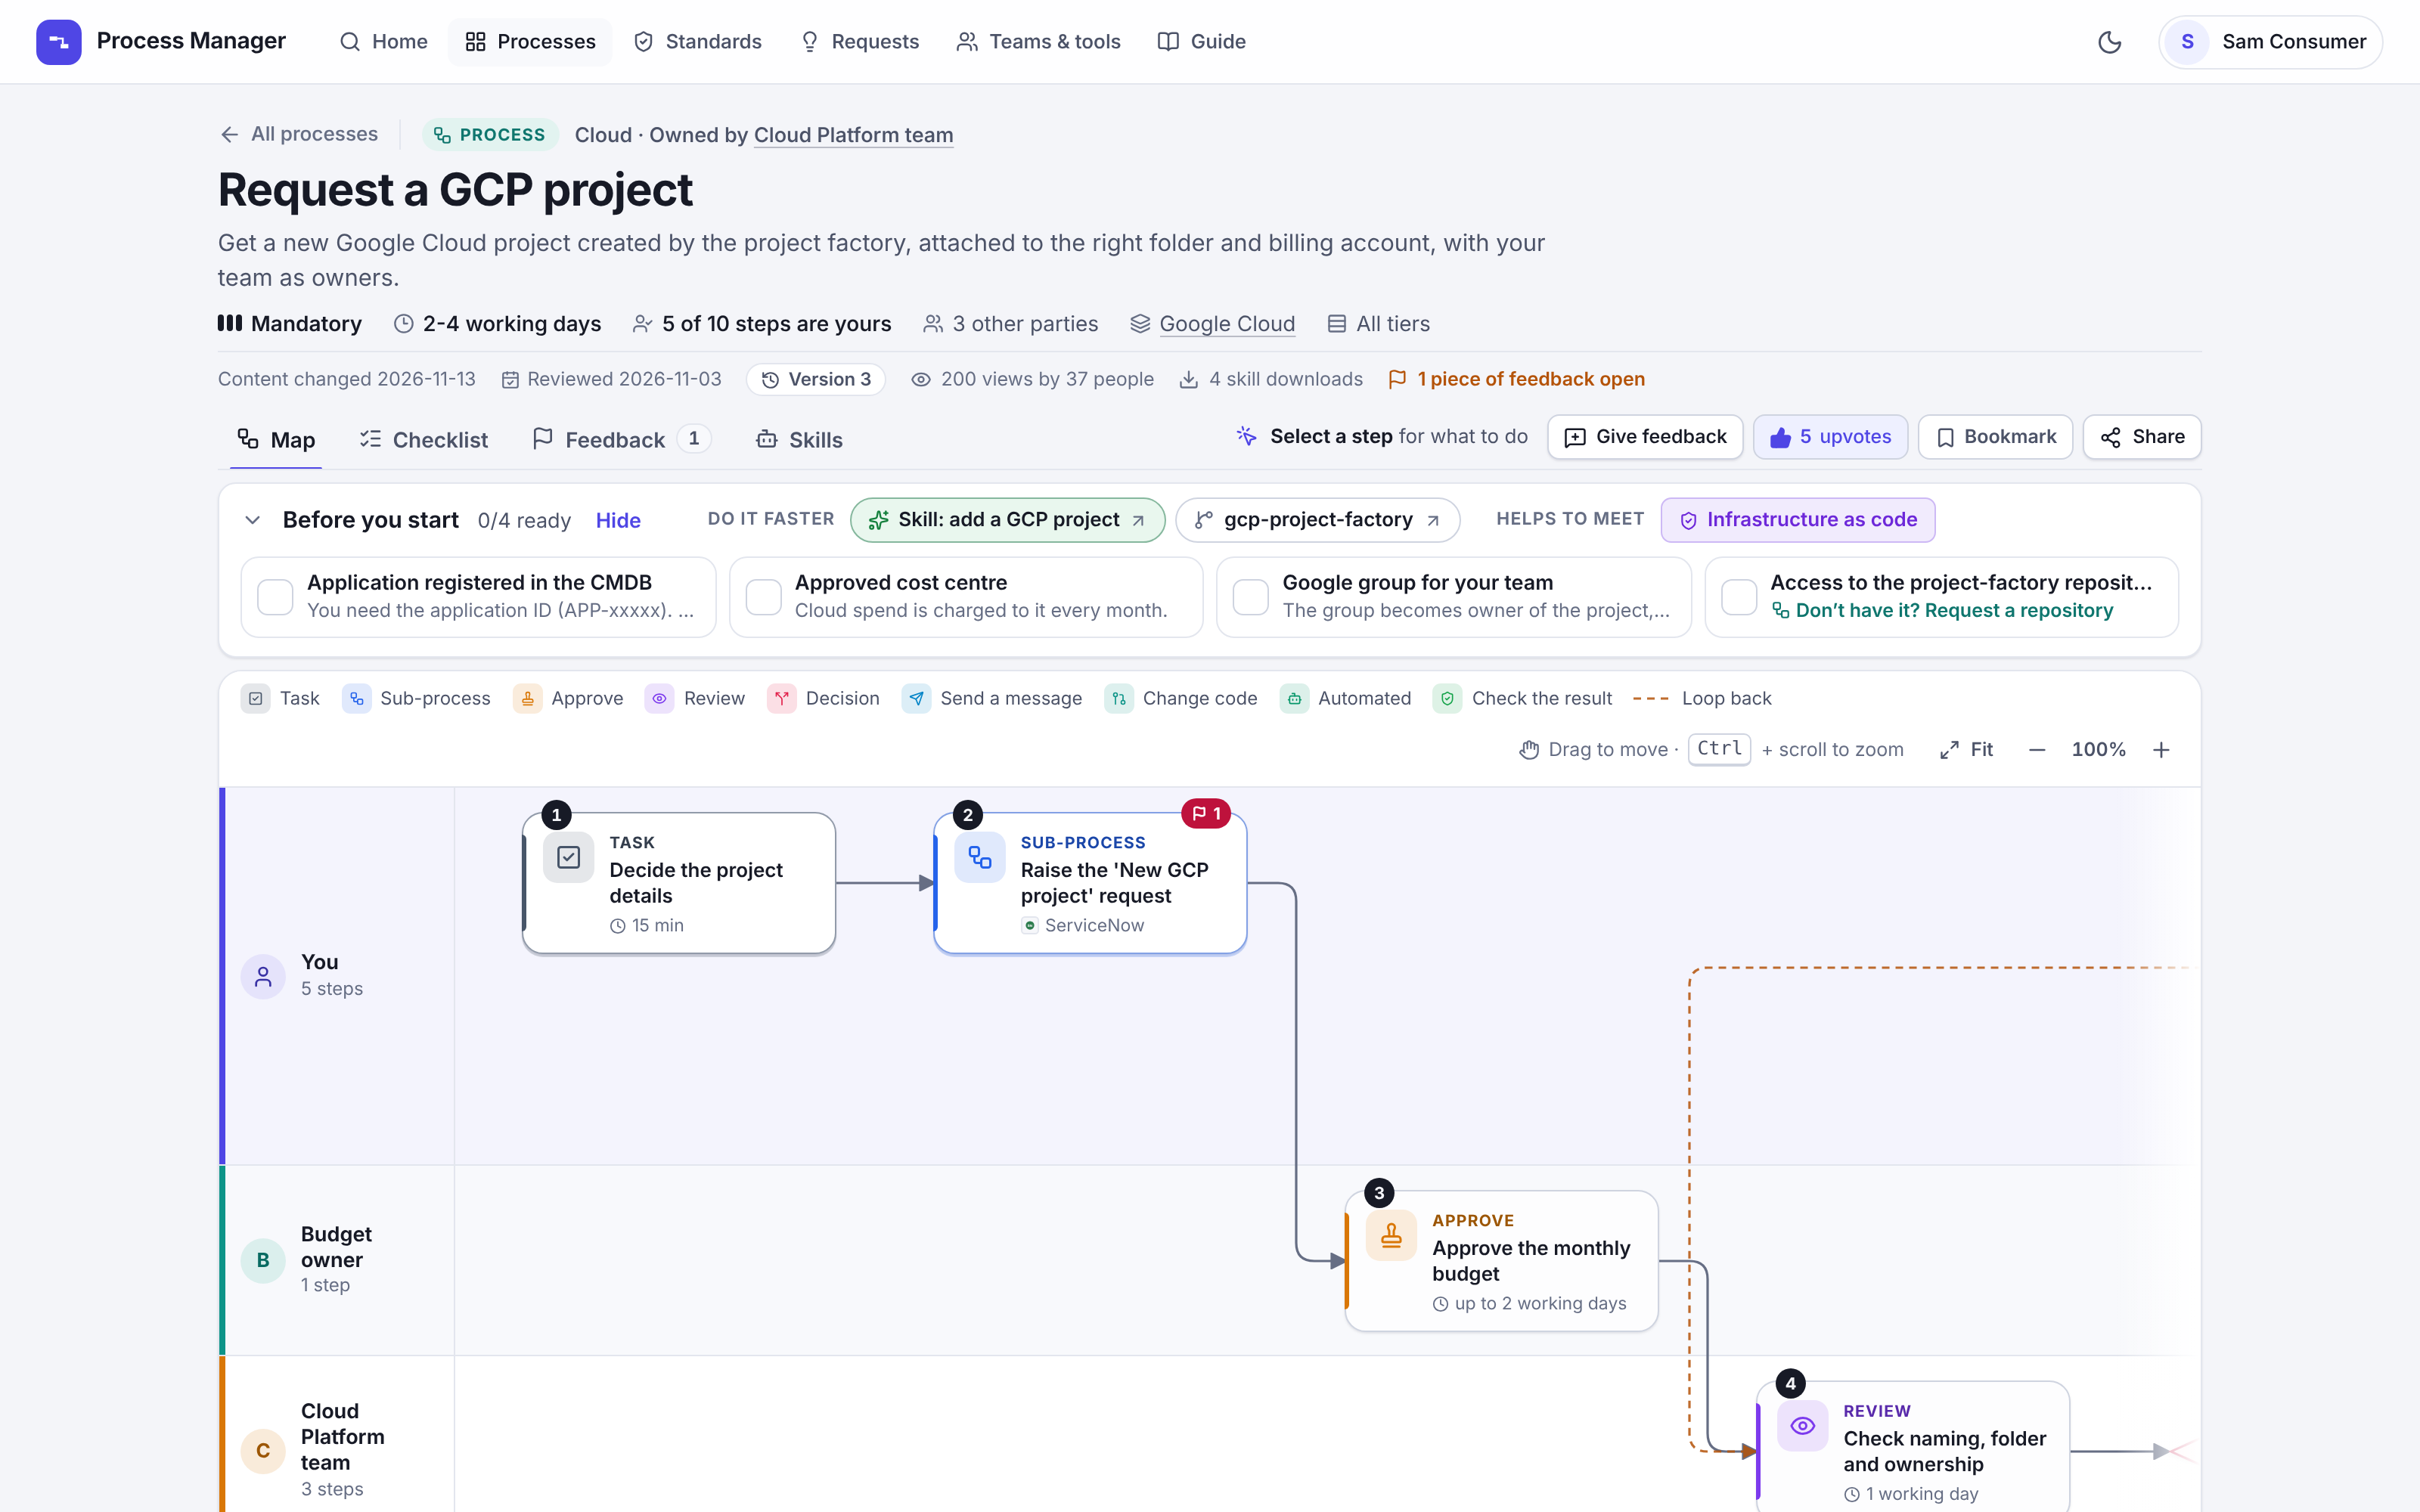 Process Manager
Home
Processes
Standards
Requests
Teams & tools
Guide
S
Sam Consumer
All processes
PROCESS
Cloud · Owned by Cloud Platform team
Request a GCP project
Get a new Google Cloud project created by the project factory, attached to the right folder and billing account, with your
team as owners.
Mandatory
2-4 working days
5 of 10 steps are yours
3 other parties
Google Cloud
All tiers
Content changed 2026-11-13
Reviewed 2026-11-03
Version 3
200 views by 37 people
4 skill downloads
1 piece of feedback open
Map
Checklist
Feedback 1
Skills
Select a step for what to do
Give feedback
5 upvotes
Bookmark
Share
Before you start
0/4 ready
Hide
DO IT FASTER
Skill: add a GCP project
gcp-project-factory
HELPS TO MEET
Infrastructure as code
Application registered in the CMDB
You need the application ID (APP-xxxxx). ...
Approved cost centre
Cloud spend is charged to it every month.
Google group for your team
The group becomes owner of the project,...
Access to the project-factory reposit...
Don't have it? Request a repository
Task
Sub-process
Approve
Review
Decision
Send a message
Change code
Automated
Check the result
Loop back
Drag to move · Ctrl + scroll to zoom
Fit
100%
You
5 steps
1
TASK
Decide the project
details
15 min
2
1
SUB-PROCESS
Raise the 'New GCP
project' request
ServiceNow
B
Budget
owner
1 step
3
APPROVE
Approve the monthly
budget
up to 2 working days
C
Cloud
Platform
team
3 steps
4
REVIEW
Check naming, folder
and ownership
1 working day